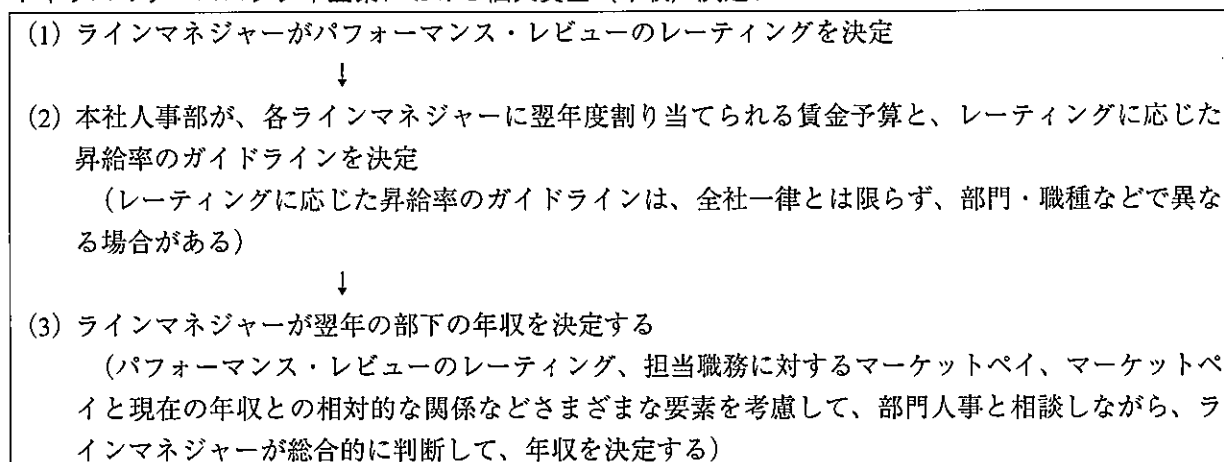 (1) ラインマネジャーがパフォーマンス・レビューのレーティングを決定
↓
(2) 本社人事部が、各ラインマネジャーに翌年度割り当てられる賃金予算と、レーティングに応じた
昇給率のガイドラインを決定
(レーティングに応じた昇給率のガイドラインは、全社一律とは限らず、部門・職種などで異な
る場合がある)
↓
(3) ラインマネジャーが翌年の部下の年収を決定する
(パフォーマンス・レビューのレーティング、担当職務に対するマーケットペイ、マーケットペ
イと現在の年収との相対的な関係などさまざまな要素を考慮して、部門人事と相談しながら、ラ
インマネジャーが総合的に判断して、年収を決定する)